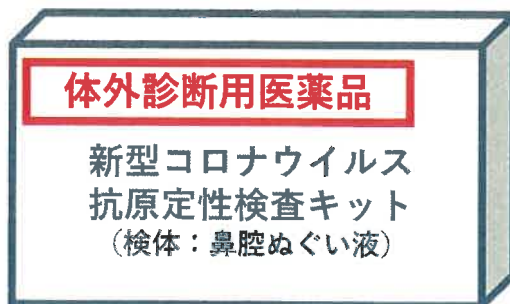 体外診断用医薬品
新型コロナウイルス
抗原定性検査キット
（検体：鼻腔ぬぐい液）